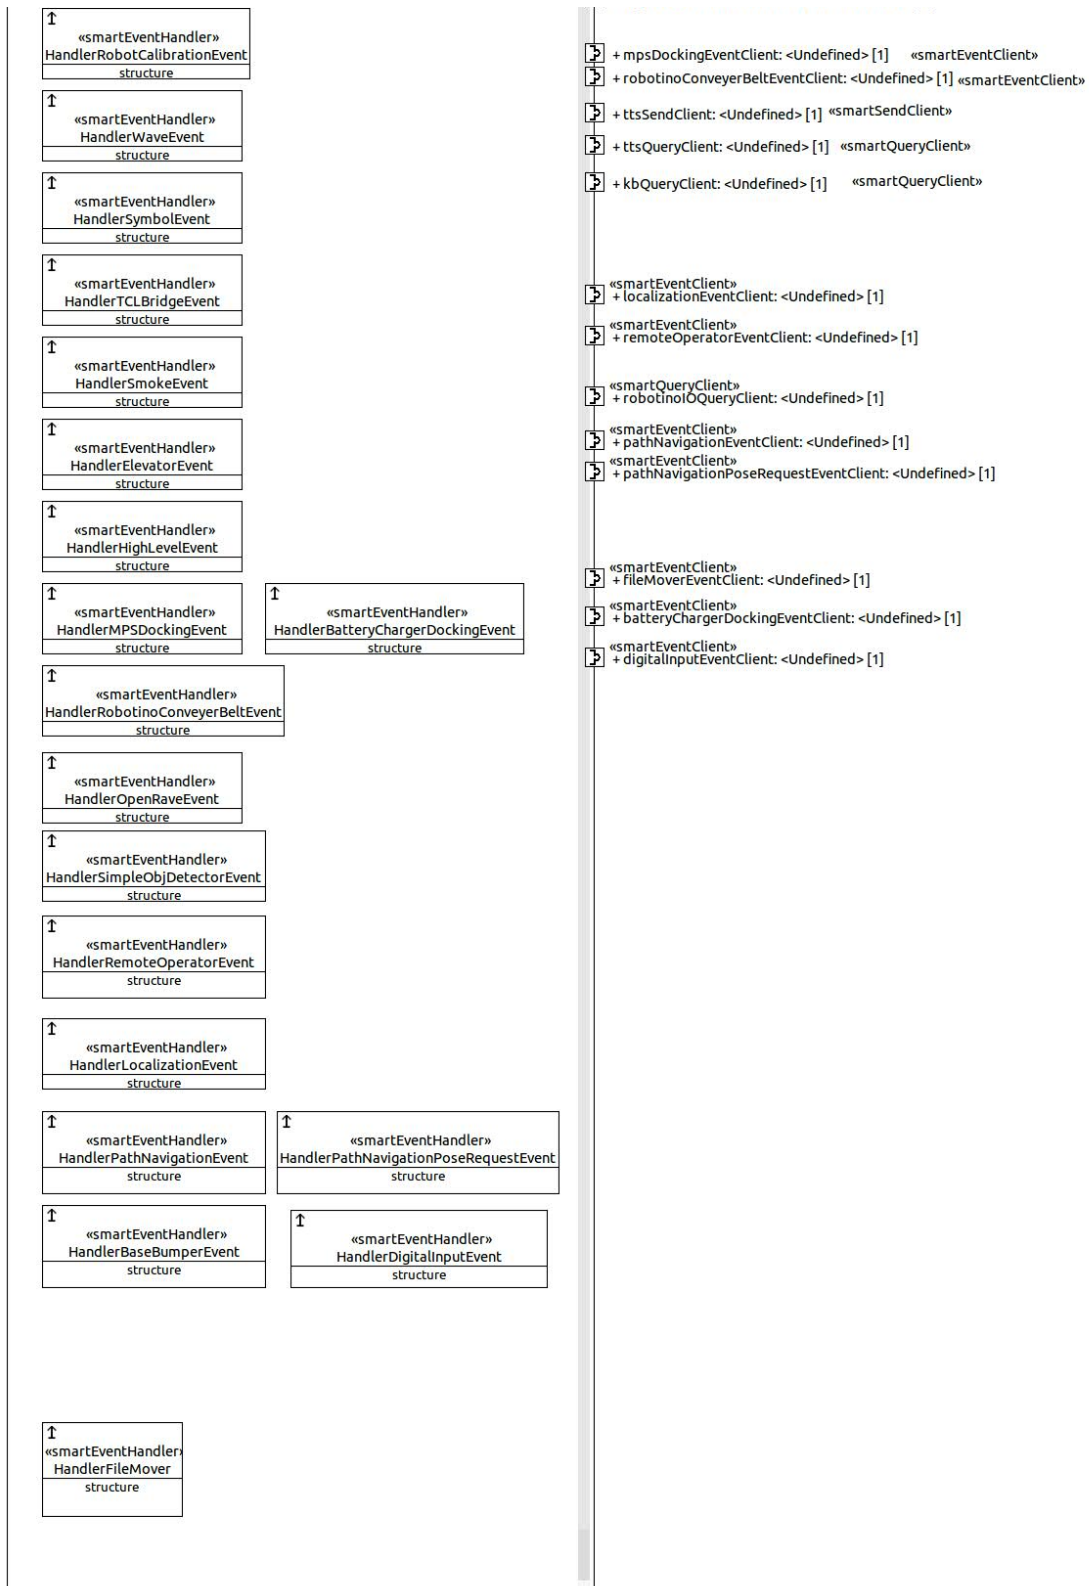 «smartEventHandler»
HandlerRobotCalibrationEvent
structure
«smartEventHandler»
HandlerWaveEvent
structure
«smartEventHandler»
HandlerSymbolEvent
structure
«smartEventHandler»
HandlerTCLBridgeEvent
structure
«smartEventHandler»
HandlerSmokeEvent
structure
«smartEventHandler»
HandlerElevatorEvent
structure
«smartEventHandler»
HandlerHighLevelEvent
structure
«smartEventHandler»
HandlerMPSDockingEvent
structure
«smartEventHandler»
HandlerBatteryChargerDockingEvent
structure
«smartEventHandler»
HandlerRobotinoConveyerBeltEvent
structure
«smartEventHandler»
HandlerOpenRaveEvent
structure
«smartEventHandler»
HandlerSimpleObjDetectorEvent
structure
«smartEventHandler»
HandlerRemoteOperatorEvent
structure
«smartEventHandler»
HandlerLocalizationEvent
structure
«smartEventHandler»
HandlerPathNavigationEvent
structure
«smartEventHandler»
HandlerPathNavigationPoseRequestEvent
structure
«smartEventHandler»
HandlerBaseBumperEvent
structure
«smartEventHandler»
HandlerDigitalInputEvent
structure
«smartEventHandler»
HandlerFileMover
structure
+ mpsDockingEventClient: <Undefined> [1] «smartEventClient»
+ robotinoConveyerBeltEventClient: <Undefined> [1] «smartEventClient»
+ ttsSendClient: <Undefined> [1] «smartSendClient»
+ ttsQueryClient: <Undefined> [1] «smartQueryClient»
+ kbQueryClient: <Undefined> [1] «smartQueryClient»
«smartEventClient»
+ localizationEventClient: <Undefined> [1]
«smartEventClient»
+ remoteOperatorEventClient: <Undefined> [1]
«smartQueryClient»
+ robotinoIOQueryClient: <Undefined> [1]
«smartEventClient»
+ pathNavigationEventClient: <Undefined> [1]
«smartEventClient»
+ pathNavigationPoseRequestEventClient: <Undefined> [1]
«smartEventClient»
+ fileMoverEventClient: <Undefined> [1]
«smartEventClient»
+ batteryChargerDockingEventClient: <Undefined> [1]
«smartEventClient»
+ digitalInputEventClient: <Undefined> [1]